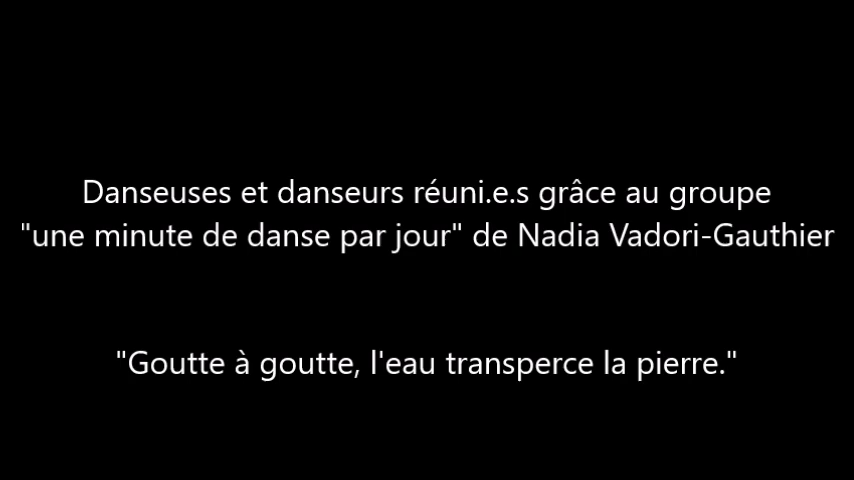 Danseuses et danseurs réuni.e.s grâce au groupe
"une minute de danse par jour" de Nadia Vadori-Gauthier
"Goutte à goutte, l'eau transperce la pierre."